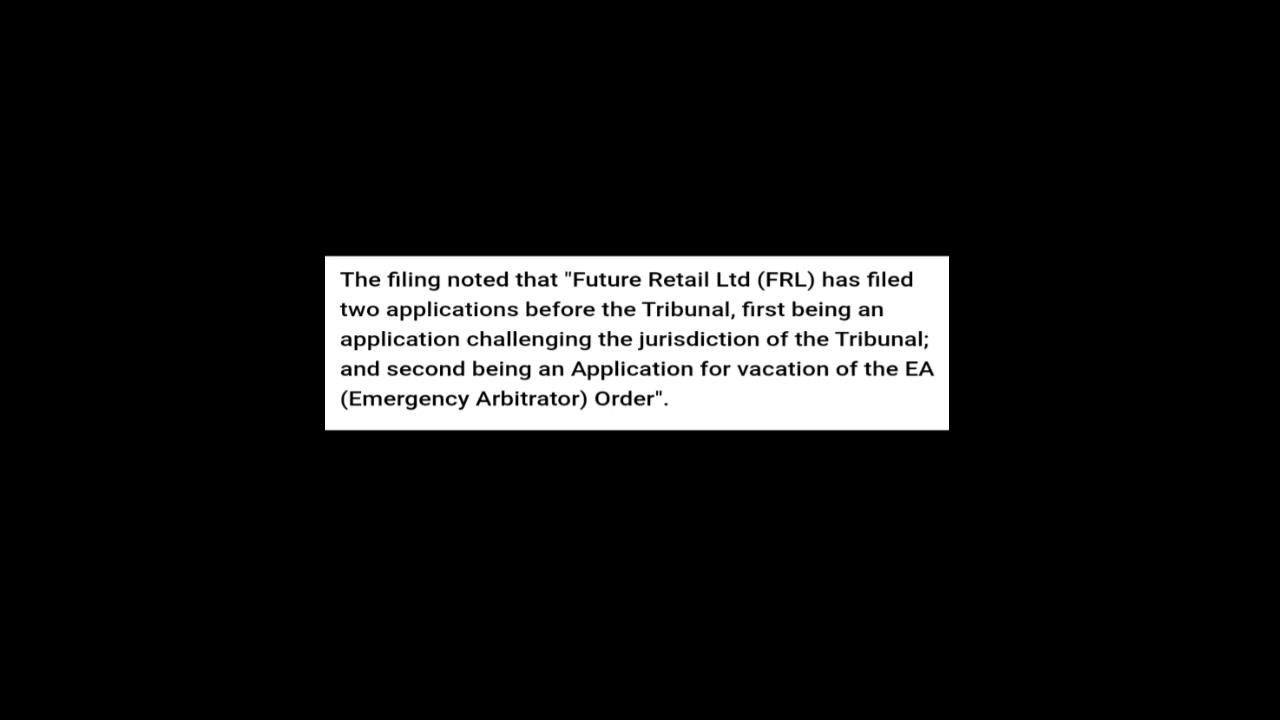 The filing noted that "Future Retail Ltd (FRL) has filed
two applications before the Tribunal, first being an
application challenging the jurisdiction of the Tribunal;
and second being an Application for vacation of the EA
(Emergency Arbitrator) Order".